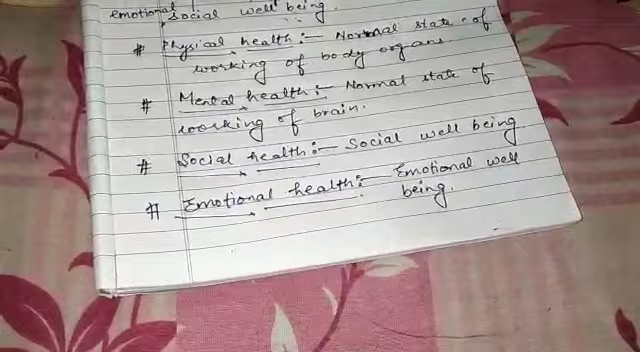 emotional, Social well being.
# Physical health :- Normal state of
working of body organs
# Mental health :- Normal state of
working of brain.
# Social health :- Social well being
# Emotional health :- Emotional well
being.